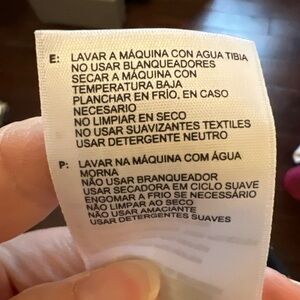 E: LAVAR A MÁQUINA CON AGUA TIBIA
NO USAR BLANQUEADORES
SECAR A MÁQUINA CON
TEMPERATURA BAJA
PLANCHAR EN FRÍO, EN CASO
NECESARIO
NO LIMPIAR EN SECO
NO USAR SUAVIZANTES TEXTILES
USAR DETERGENTE NEUTRO
P: LAVAR NA MÁQUINA COM ÁGUA
MORNA
NÃO USAR BRANQUEADOR
USAR SECADORA EM CICLO SUAVE
ENGOMAR A FRIO SE NECESSÁRIO
NÃO LIMPAR AO SECO
NÃO USAR AMACIANTE
USAR DETERGENTES SUAVES